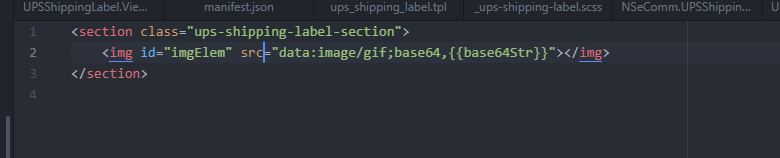 UPSShippingLabel.Vie... manifest.json ups_shipping_label.tpl _ups-shipping-label.scss NSeComm.UPSShippin... U
1 <section class="ups-shipping-label-section">
2 <img id="imgElem" src="data:image/gif;base64,{{base64Str}}"></img>
3 </section>
4